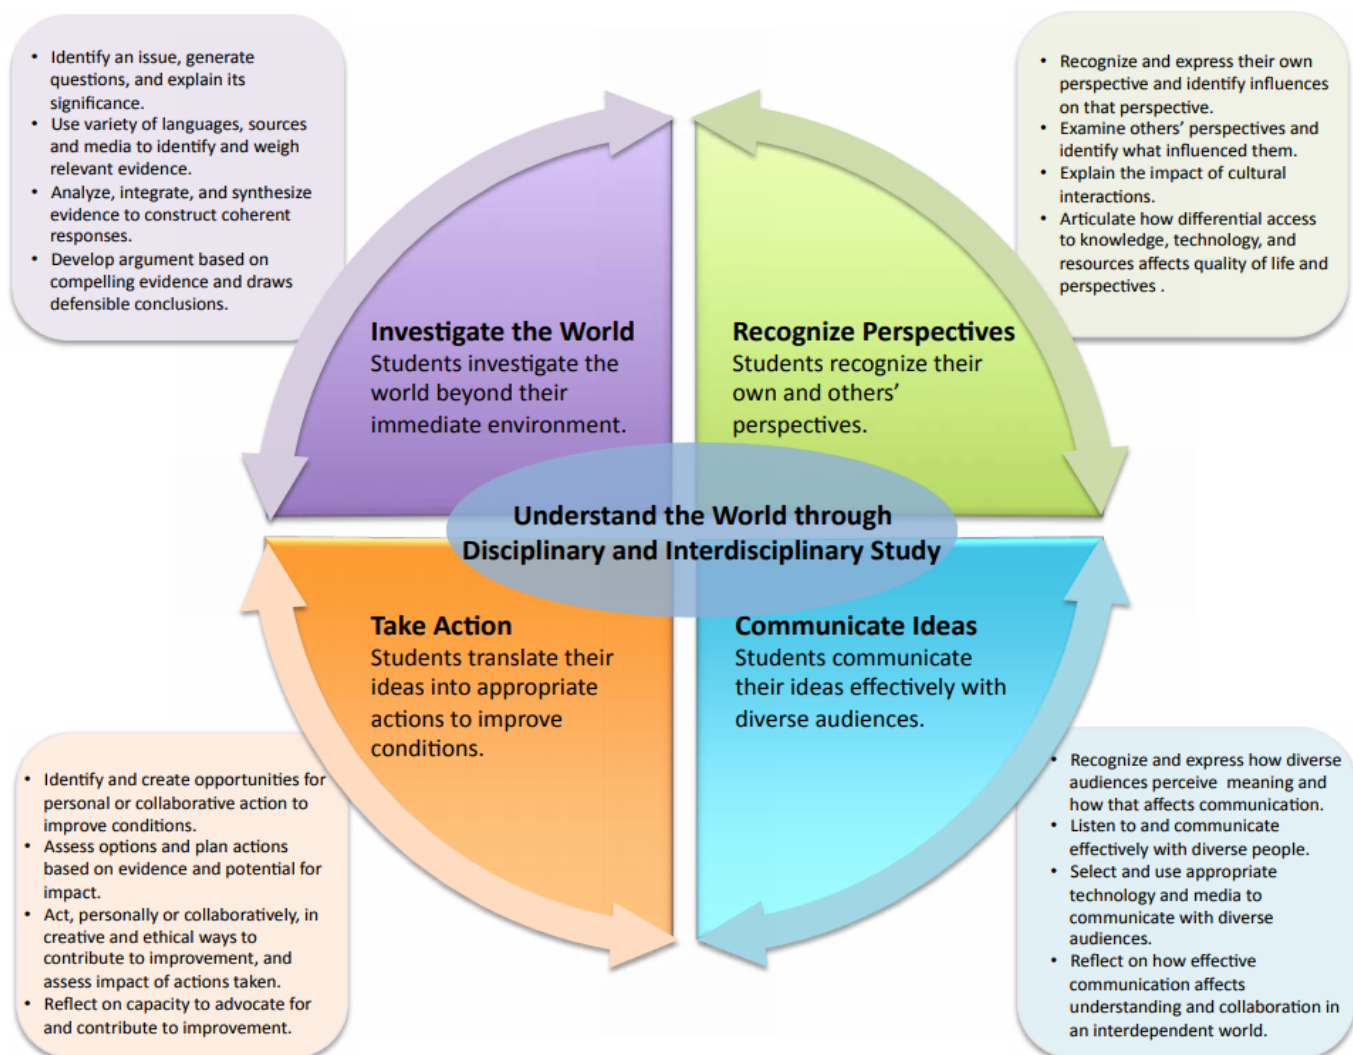 • Identify an issue, generate
questions, and explain its
significance.
• Use variety of languages, sources
and media to identify and weigh
relevant evidence.
• Analyze, integrate, and synthesize
evidence to construct coherent
responses.
• Develop argument based on
compelling evidence and draws
defensible conclusions.
• Recognize and express their own
perspective and identify influences
on that perspective.
• Examine others’ perspectives and
identify what influenced them.
• Explain the impact of cultural
interactions.
• Articulate how differential access
to knowledge, technology, and
resources affects quality of life and
perspectives .
Investigate the World
Students investigate the
world beyond their
immediate environment.
Recognize Perspectives
Students recognize their
own and others’
perspectives.
Understand the World through
Disciplinary and Interdisciplinary Study
Take Action
Students translate their
ideas into appropriate
actions to improve
conditions.
Communicate Ideas
Students communicate
their ideas effectively with
diverse audiences.
• Identify and create opportunities for
personal or collaborative action to
improve conditions.
• Assess options and plan actions
based on evidence and potential for
impact.
• Act, personally or collaboratively, in
creative and ethical ways to
contribute to improvement, and
assess impact of actions taken.
• Reflect on capacity to advocate for
and contribute to improvement.
• Recognize and express how diverse
audiences perceive meaning and
how that affects communication.
• Listen to and communicate
effectively with diverse people.
• Select and use appropriate
technology and media to
communicate with diverse
audiences.
• Reflect on how effective
communication affects
understanding and collaboration in
an interdependent world.